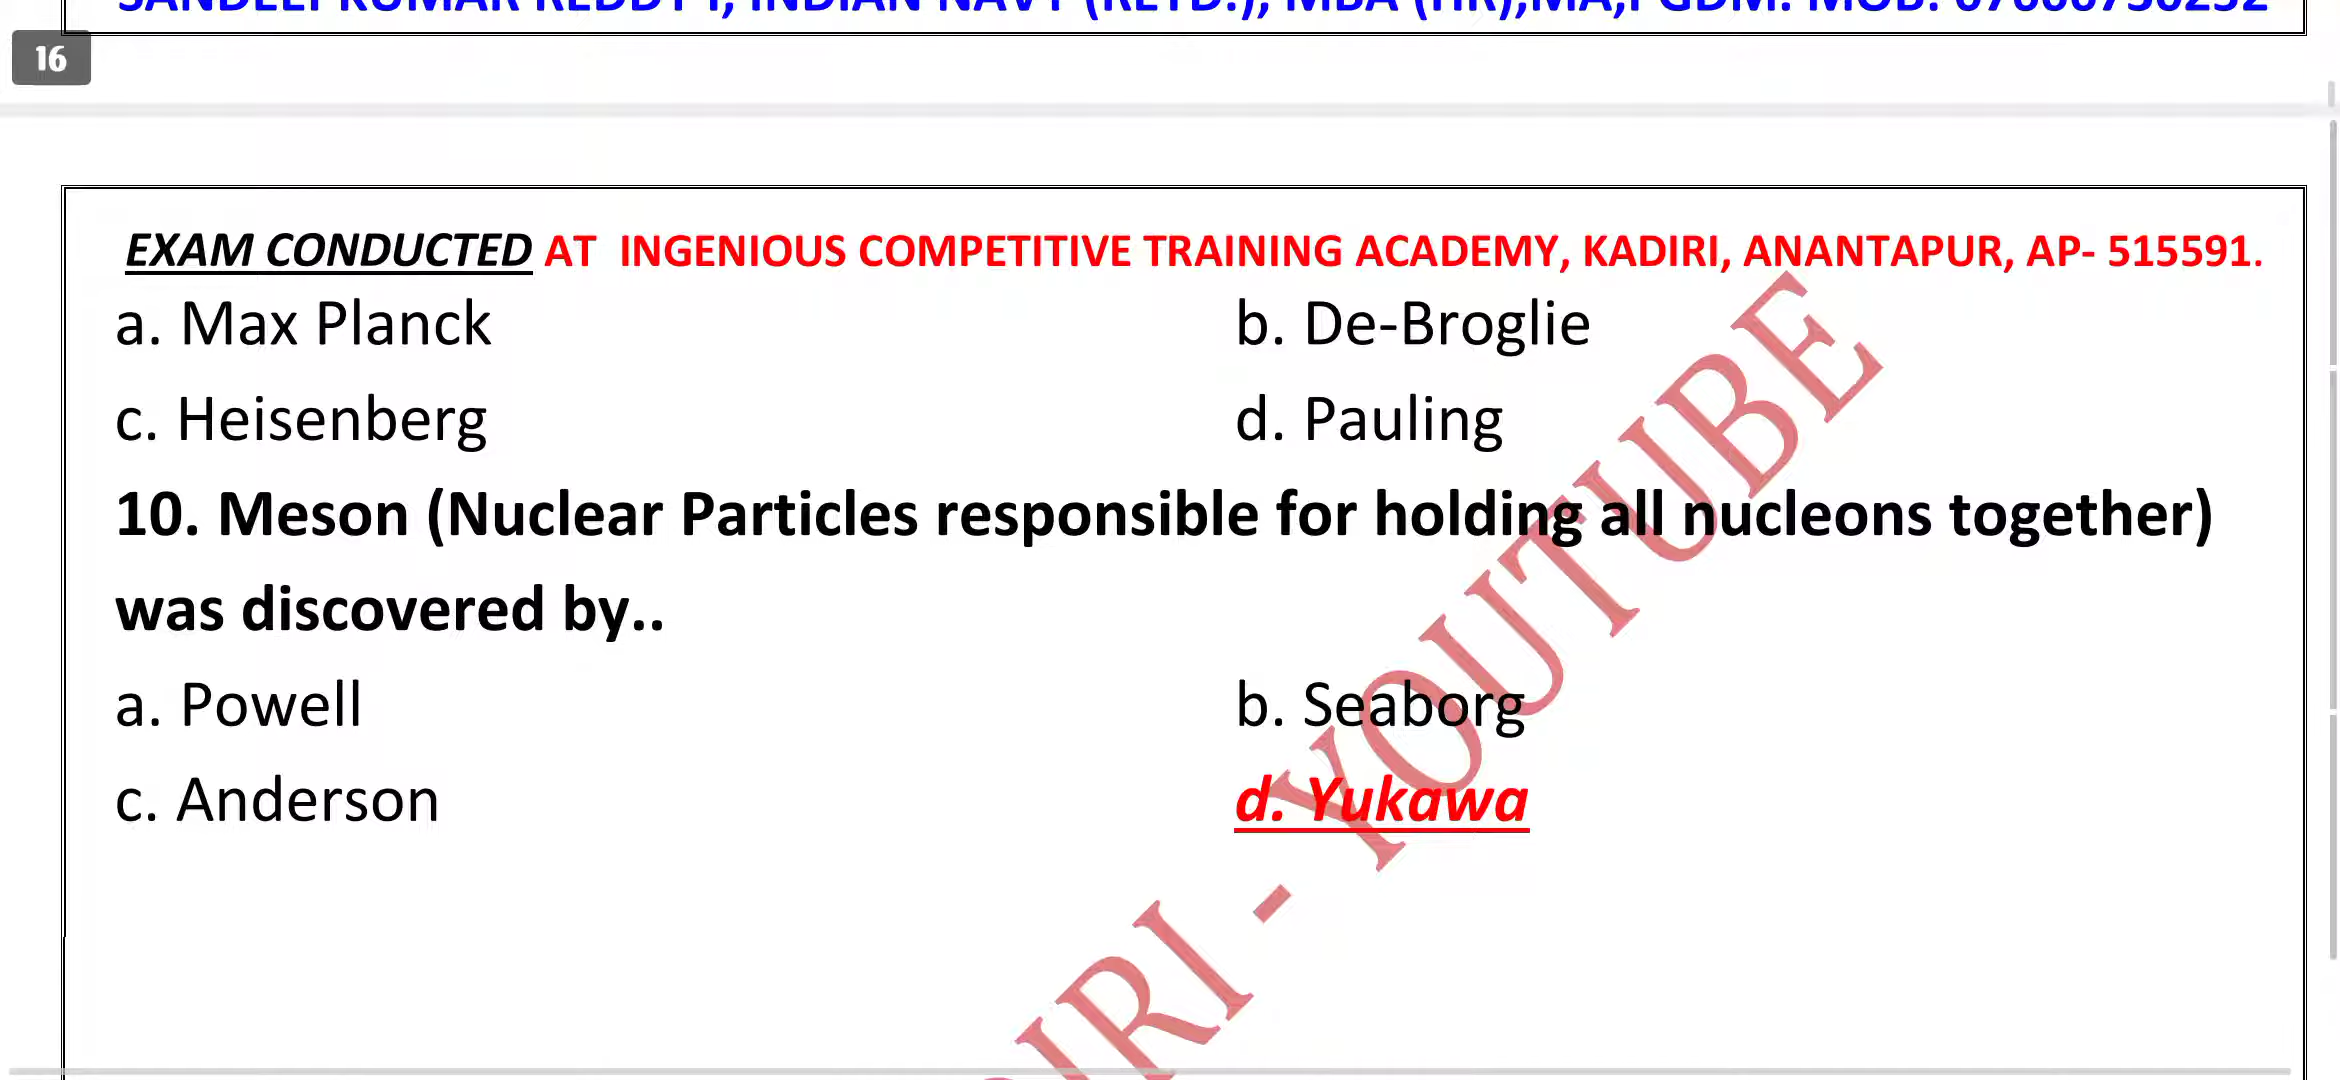 16
EXAM CONDUCTED AT INGENIOUS COMPETITIVE TRAINING ACADEMY, KADIRI, ANANTAPUR, AP- 515591.
a. Max Planck b. De-Broglie
c. Heisenberg d. Pauling
10. Meson (Nuclear Particles responsible for holding all nucleons together)
was discovered by..
a. Powell b. Seaborg
c. Anderson d. Yukawa
- YOUTUBE